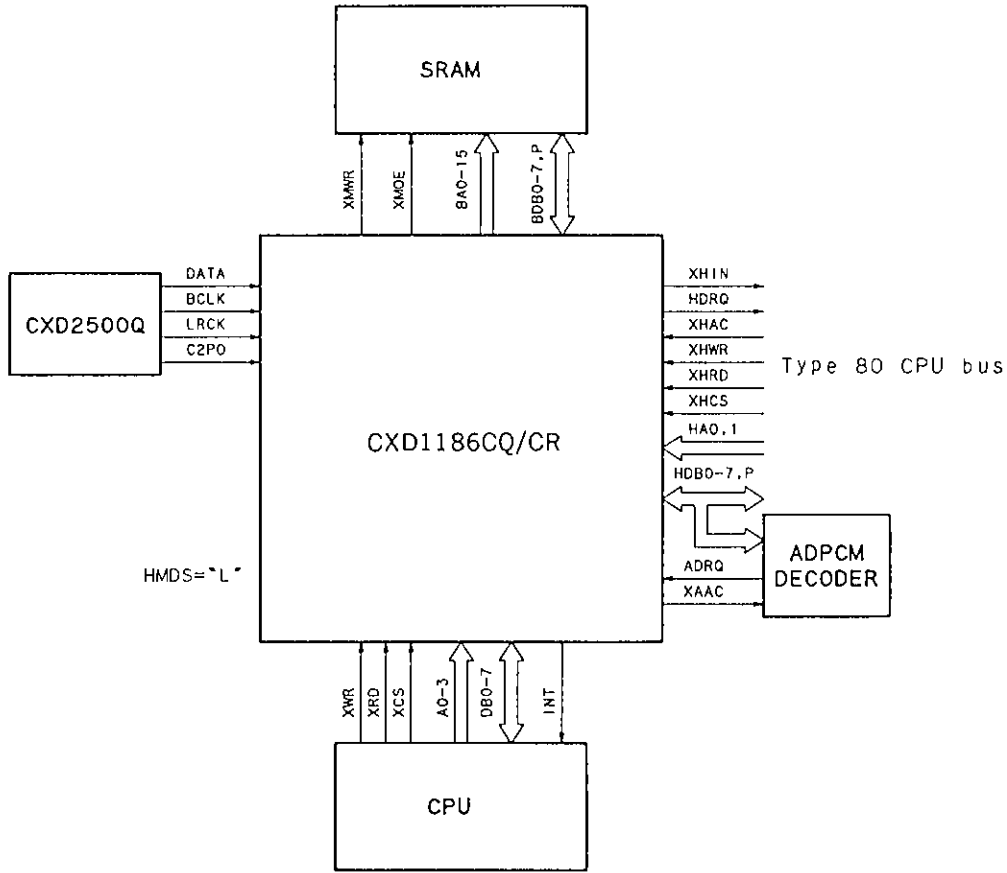 SRAM
XMWR
XMOE
BA0-15
BDB0-7,P
CXD2500Q
DATA
BCLK
LRCK
C2PO
CXD1186CQ/CR
XHIN
HDRQ
XHAC
XHWR
XHRD
XHCS
HA0,1
HDB0-7,P
Type 80 CPU bus
ADPCM
DECODER
ADRQ
XAAC
HMDS="L"
XWR
XRD
XCS
A0-3
DB0-7
INT
CPU